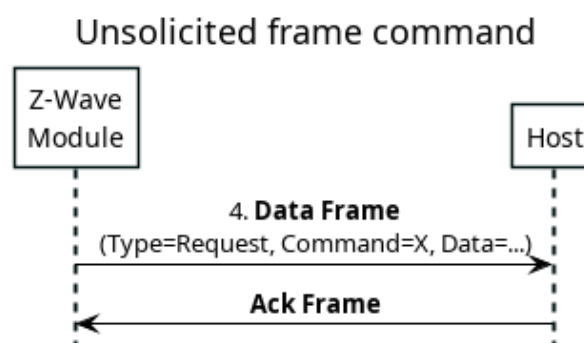 Unsolicited frame command
Z-Wave
Module
Host
4. Data Frame
(Type=Request, Command=X, Data=...)
Ack Frame